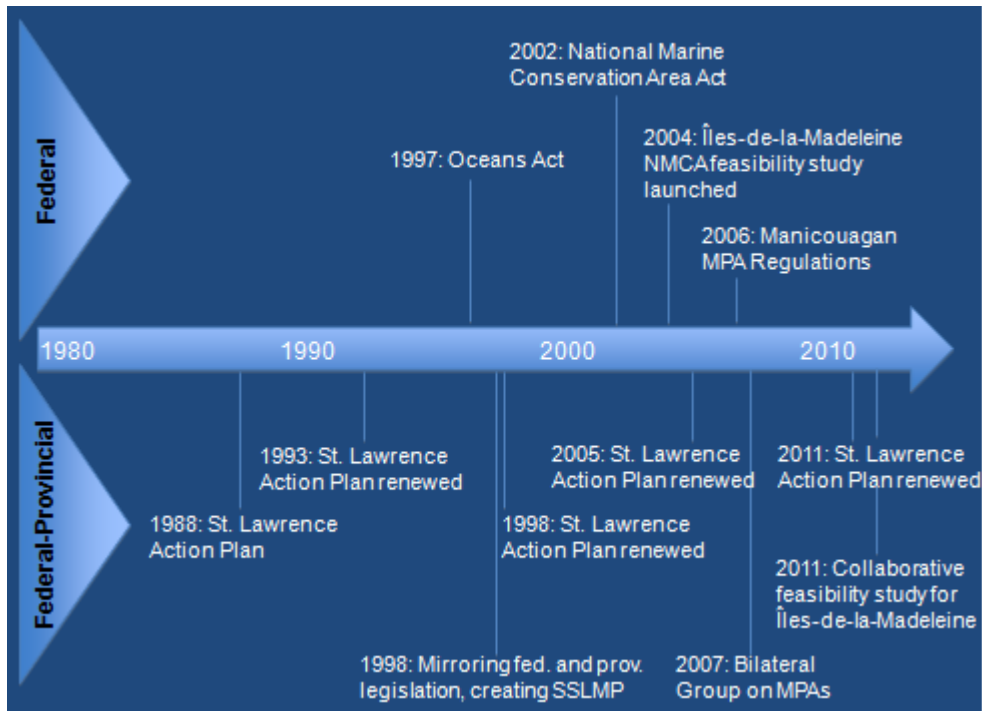 Federal
2002: National Marine
Conservation Area Act
1997: Oceans Act
2004: Îles-de-la-Madeleine
NMCA feasibility study
launched
2006: Manicouagan
MPA Regulations
1980
1990
2000
2010
Federal-Provincial
1993: St. Lawrence
Action Plan renewed
2005: St. Lawrence
Action Plan renewed
2011: St. Lawrence
Action Plan renewed
1988: St. Lawrence
Action Plan
1998: St. Lawrence
Action Plan renewed
2011: Collaborative
feasibility study for
Îles-de-la-Madeleine
1998: Mirroring fed. and prov.
legislation, creating SSLMP
2007: Bilateral
Group on MPAs